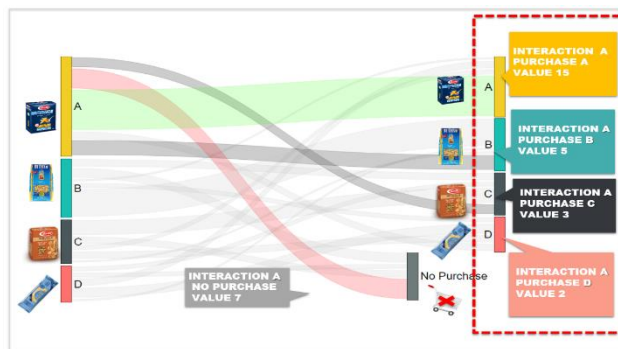 A
B
C
D
A
B
C
D
No Purchase
INTERACTION A
PURCHASE A
VALUE 15
INTERACTION A
PURCHASE B
VALUE 5
INTERACTION A
PURCHASE C
VALUE 3
INTERACTION A
PURCHASE D
VALUE 2
INTERACTION A
NO PURCHASE
VALUE 7